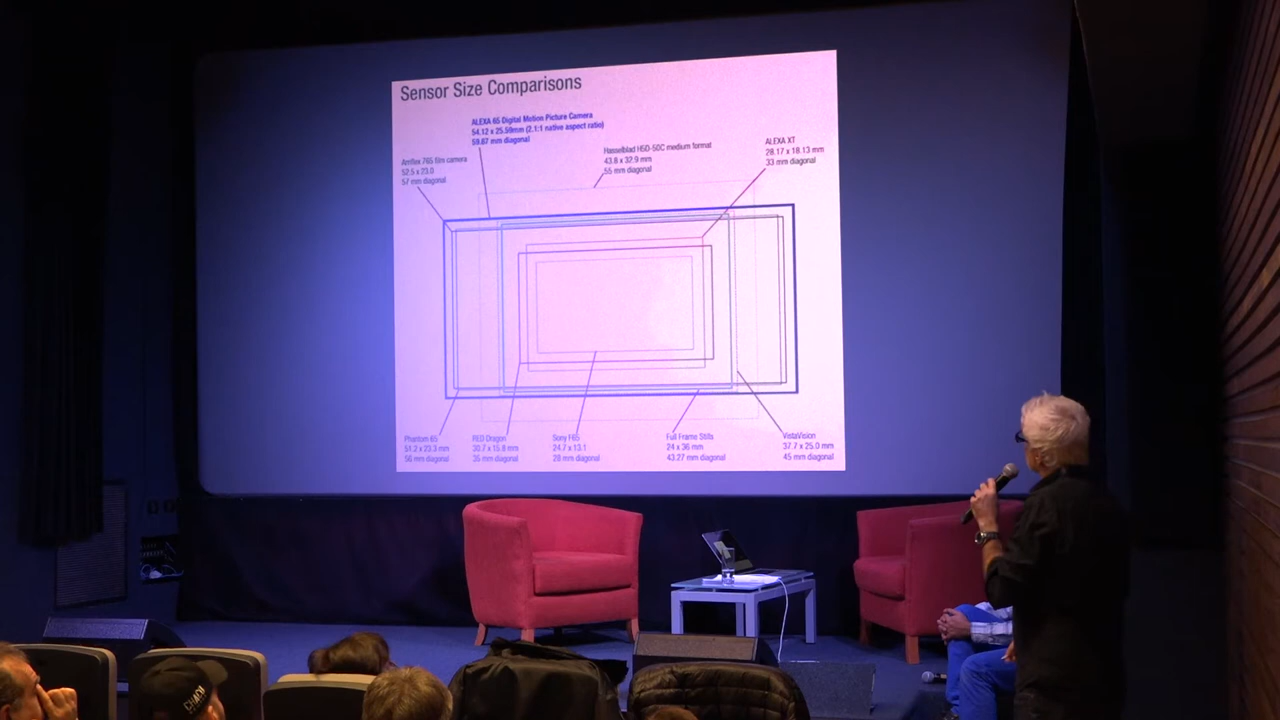 Sensor Size Comparisons
ALEXA 65 Digital Motion Picture Camera
54.12 x 25.59mm (2.1:1 native aspect ratio)
59.87 mm diagonal
Hasselblad H5D-50C medium format
43.8 x 32.9 mm
55 mm diagonal
ALEXA XT
28.17 x 18.13 mm
33 mm diagonal
Arriflex 765 film camera
52.5 x 23.0
57 mm diagonal
Phantom 65
51.2 x 23.3 mm
56 mm diagonal
RED Dragon
30.7 x 15.8 mm
35 mm diagonal
Sony F65
24.7 x 13.1
28 mm diagonal
Full Frame Stills
24 x 36 mm
43.27 mm diagonal
VistaVision
37.7 x 25.0 mm
45 mm diagonal